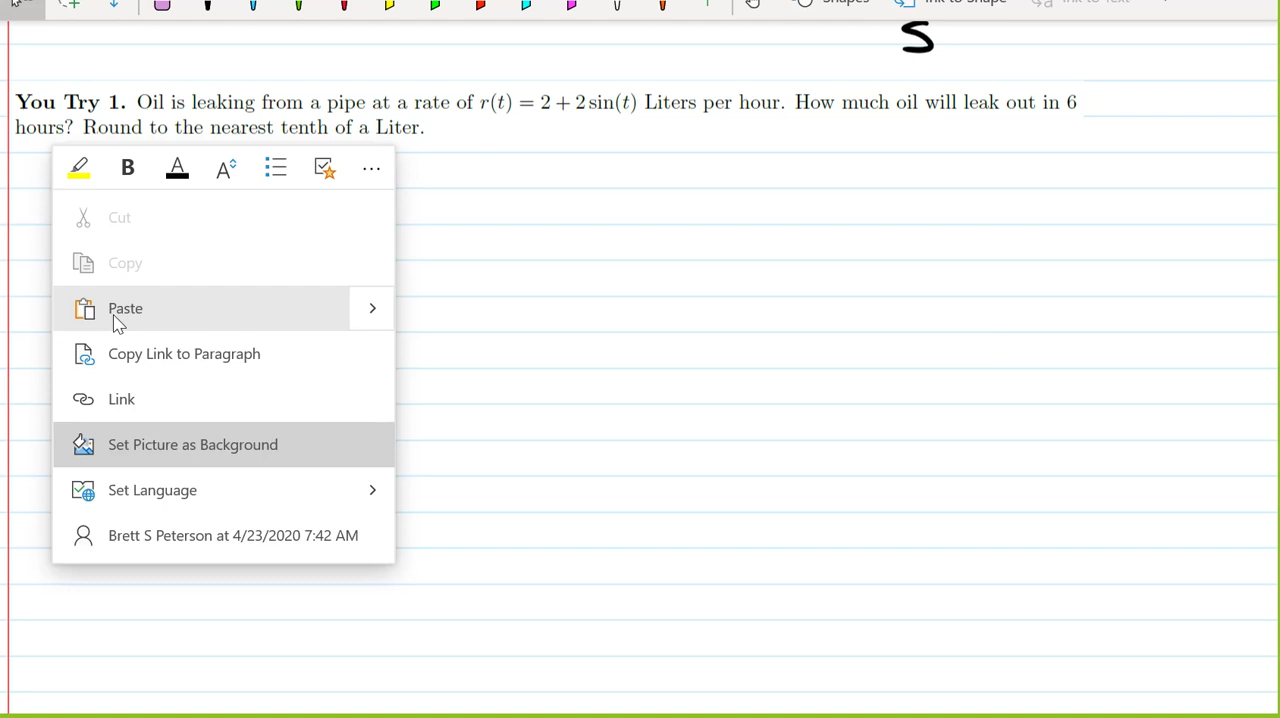 S
You Try 1. Oil is leaking from a pipe at a rate of r(t) = 2 + 2 sin(t) Liters per hour. How much oil will leak out in 6
hours? Round to the nearest tenth of a Liter.
B A A ...
Cut
Copy
Paste
Copy Link to Paragraph
Link
Set Picture as Background
Set Language
Brett S Peterson at 4/23/2020 7:42 AM